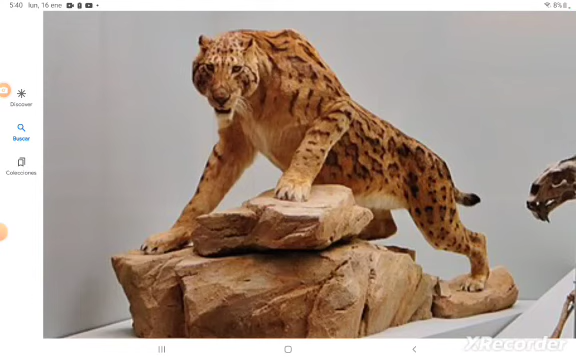 5:40 lun, 16 ene
8%
Discover
Buscar
Colecciones
XRecorder